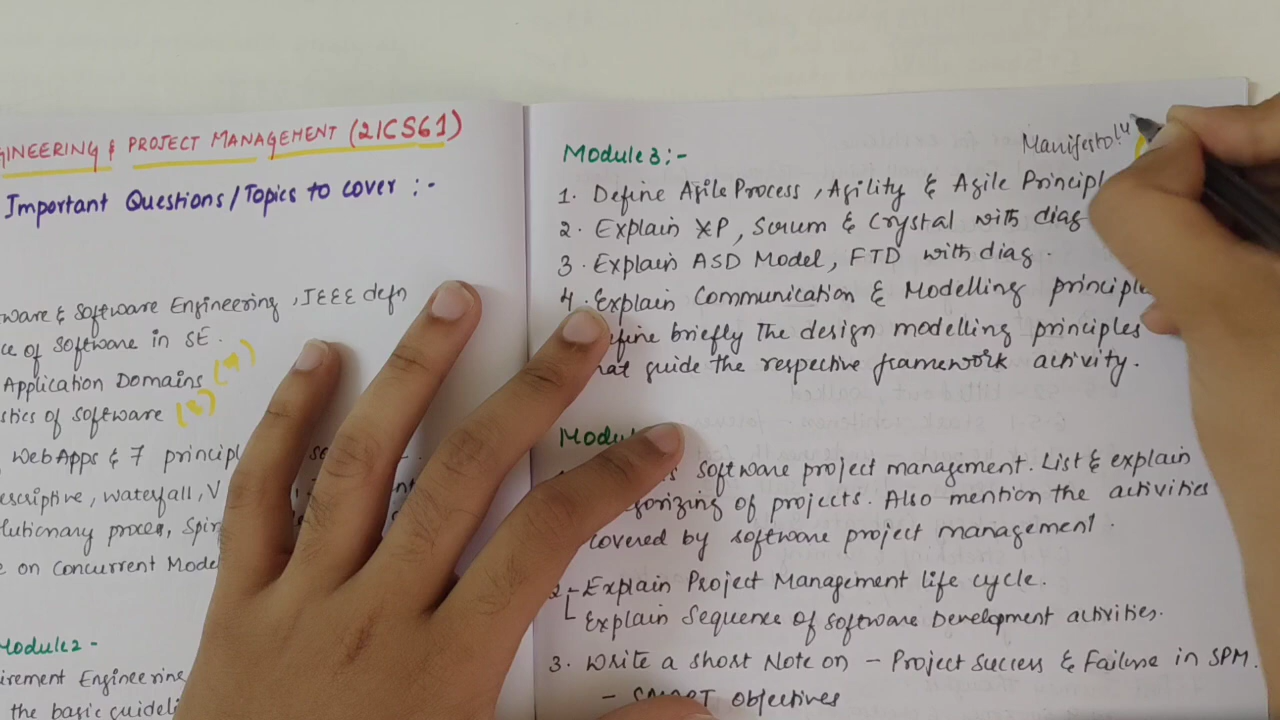 GINEERING & PROJECT MANAGEMENT (21CS61)
Important Questions/Topics to cover :-
ware & Software Engineering, IEEE defn
ce of software in SE.
Application Domains (4)
stics of software
WebApps & 7 principl
escriptive, waterfall, V
lutionary proces, Spir
e on Concurrent Mode
Module 2 -
irement Engineering
the basic guideli
Manifesto!
Module 3 :-
1. Define Agile Process, Agility & Agile Principl
2. Explain XP, Scrum & Crystal with diag
3. Explain ASD Model, FTD with diag.
4. Explain Communication & Modelling principle
efine briefly the design modelling principles
hat guide the respective framework activity.
Modul
software project management. List & explain
gorizing of projects. Also mention the activities
covered by software project management.
2- Explain Project Management life cycle.
Explain Sequence of software Development activities.
3. Write a short Note on - Project Success & Failure in SPM.
- SMART objectives